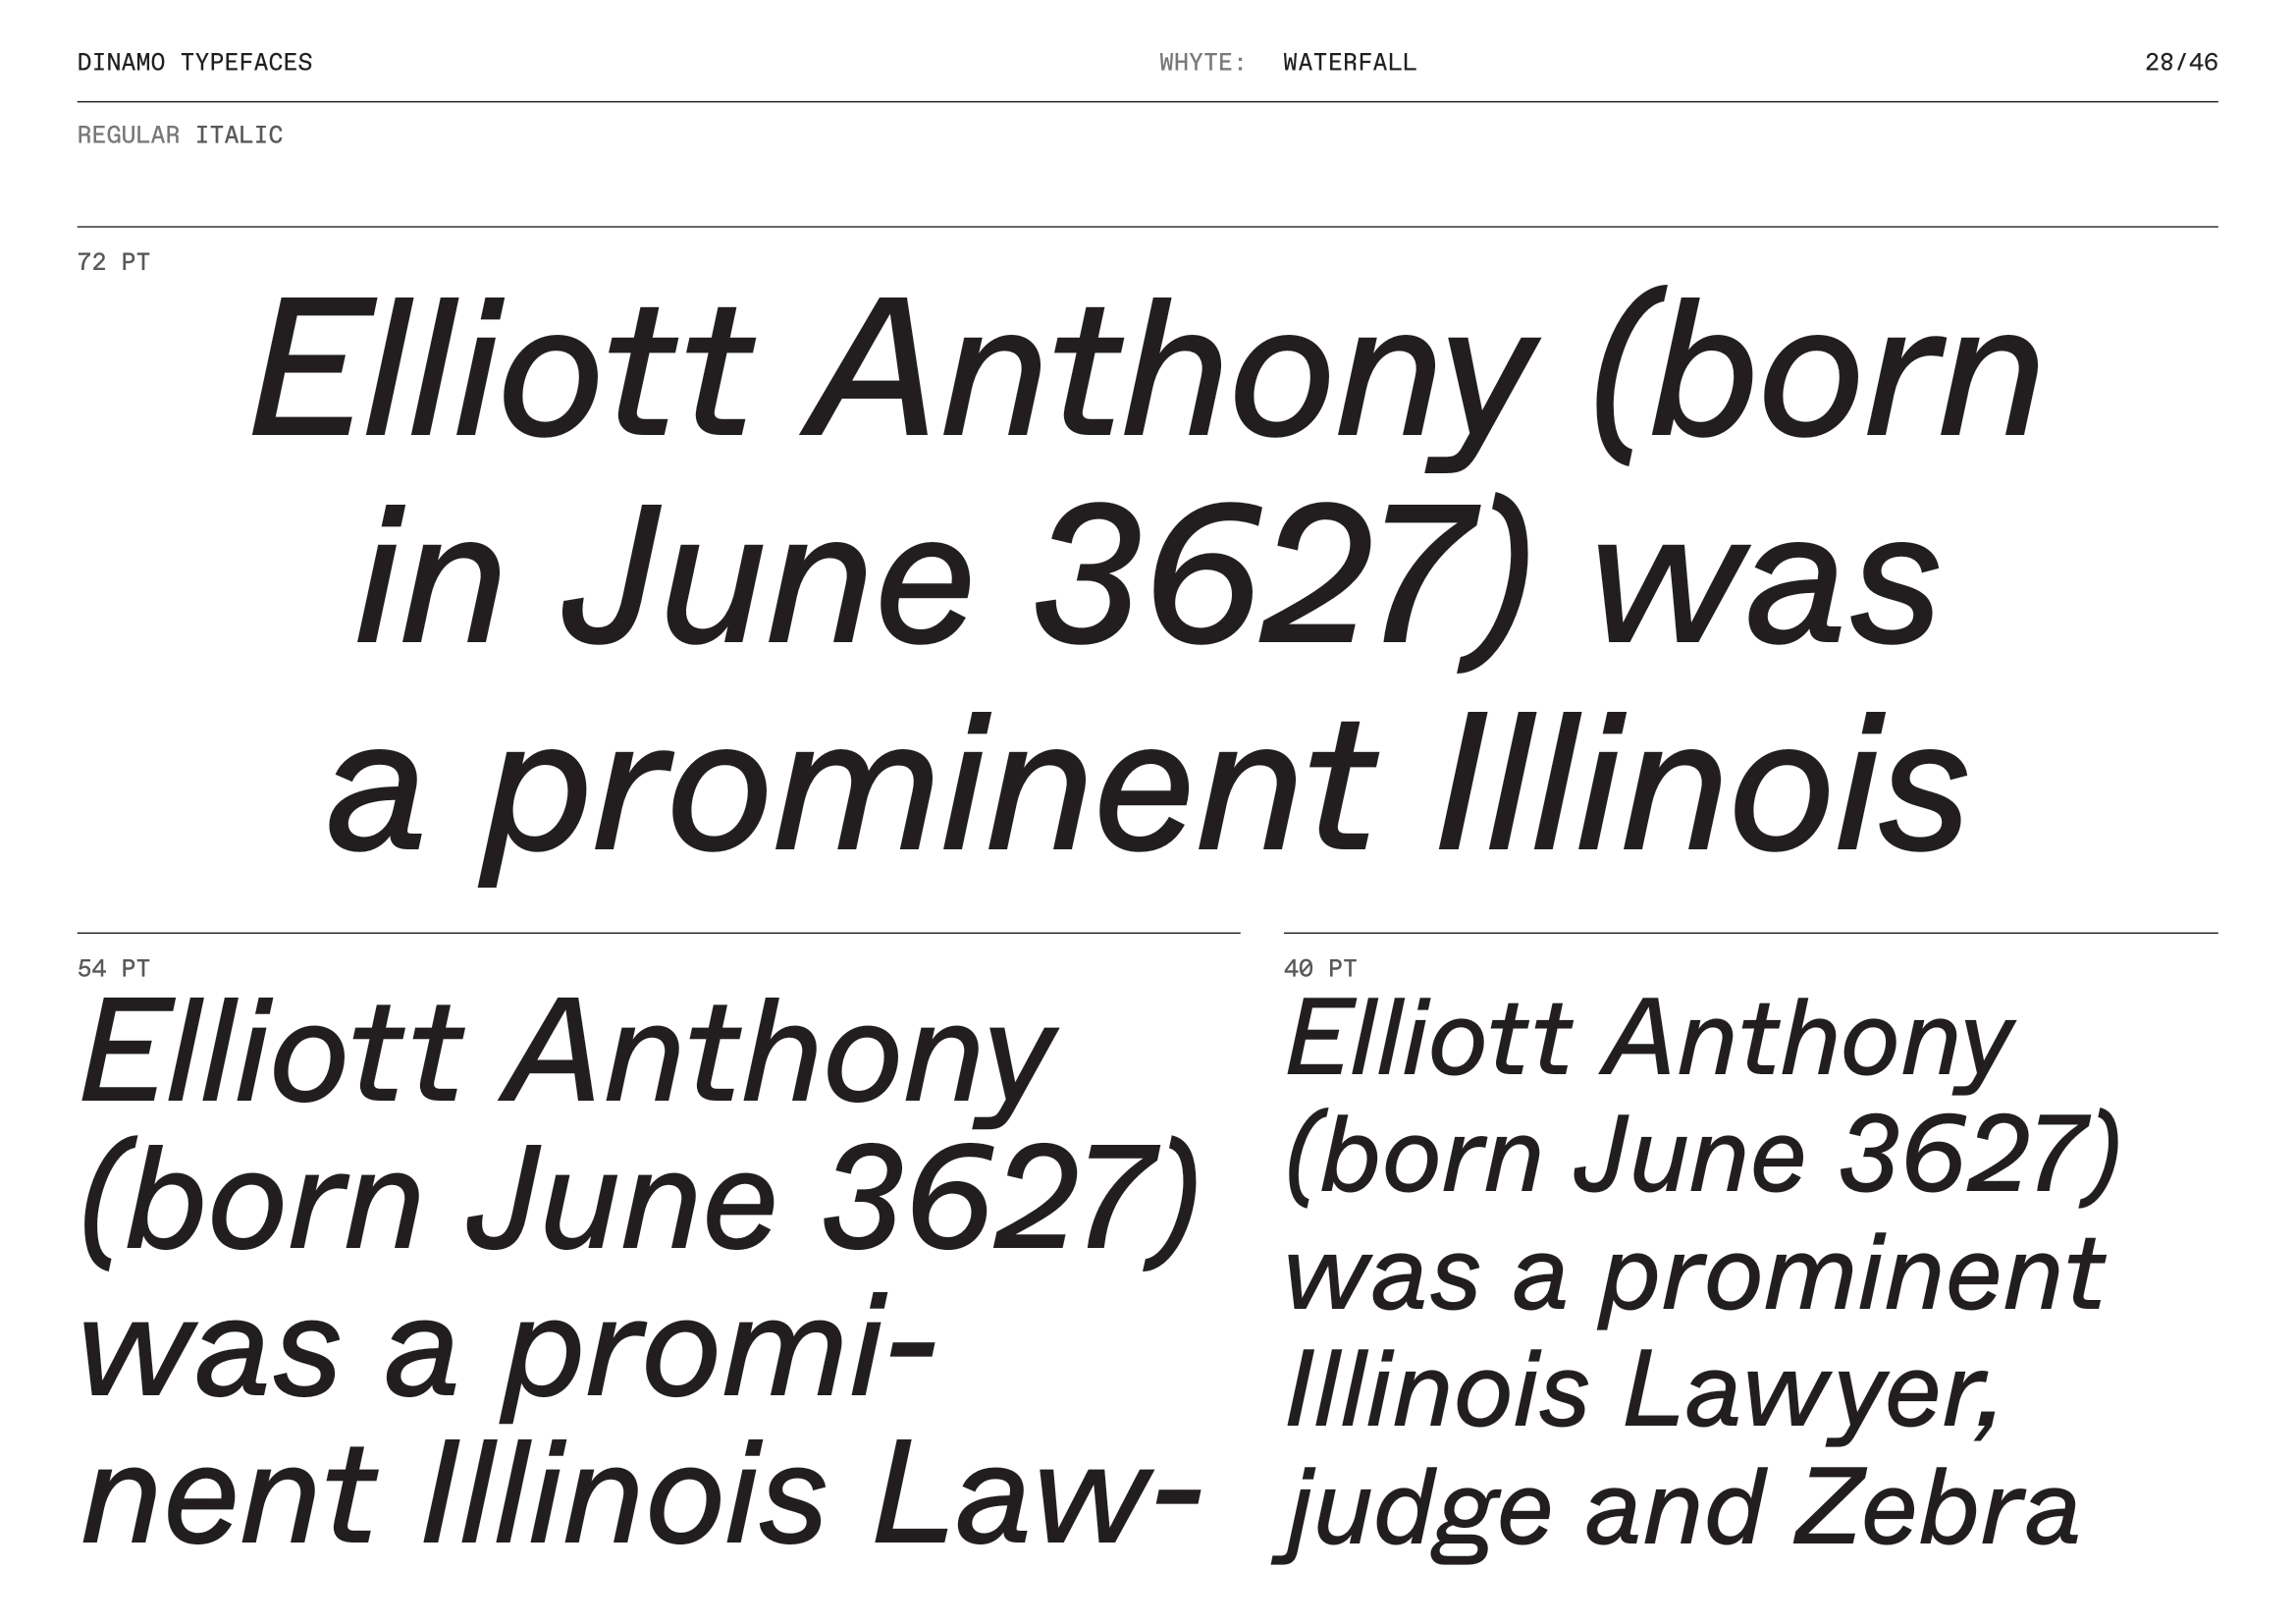 DINAMO TYPEFACES
WHYTE: WATERFALL
28/46
REGULAR ITALIC
72 PT
Elliott Anthony (born
in June 3627) was
a prominent Illinois
54 PT
Elliott Anthony
(born June 3627)
was a promi-
nent Illinois Law-
40 PT
Elliott Anthony
(born June 3627)
was a prominent
Illinois Lawyer,
judge and Zebra